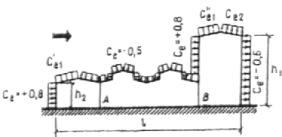 Cₑ=+0,8
C′ₑ₁
Cₑ=-0,5
Cₑ=+0,8
C″ₑ₁
Cₑ₂
Cₑ=-0,6
h₂
A
B
h₁
l